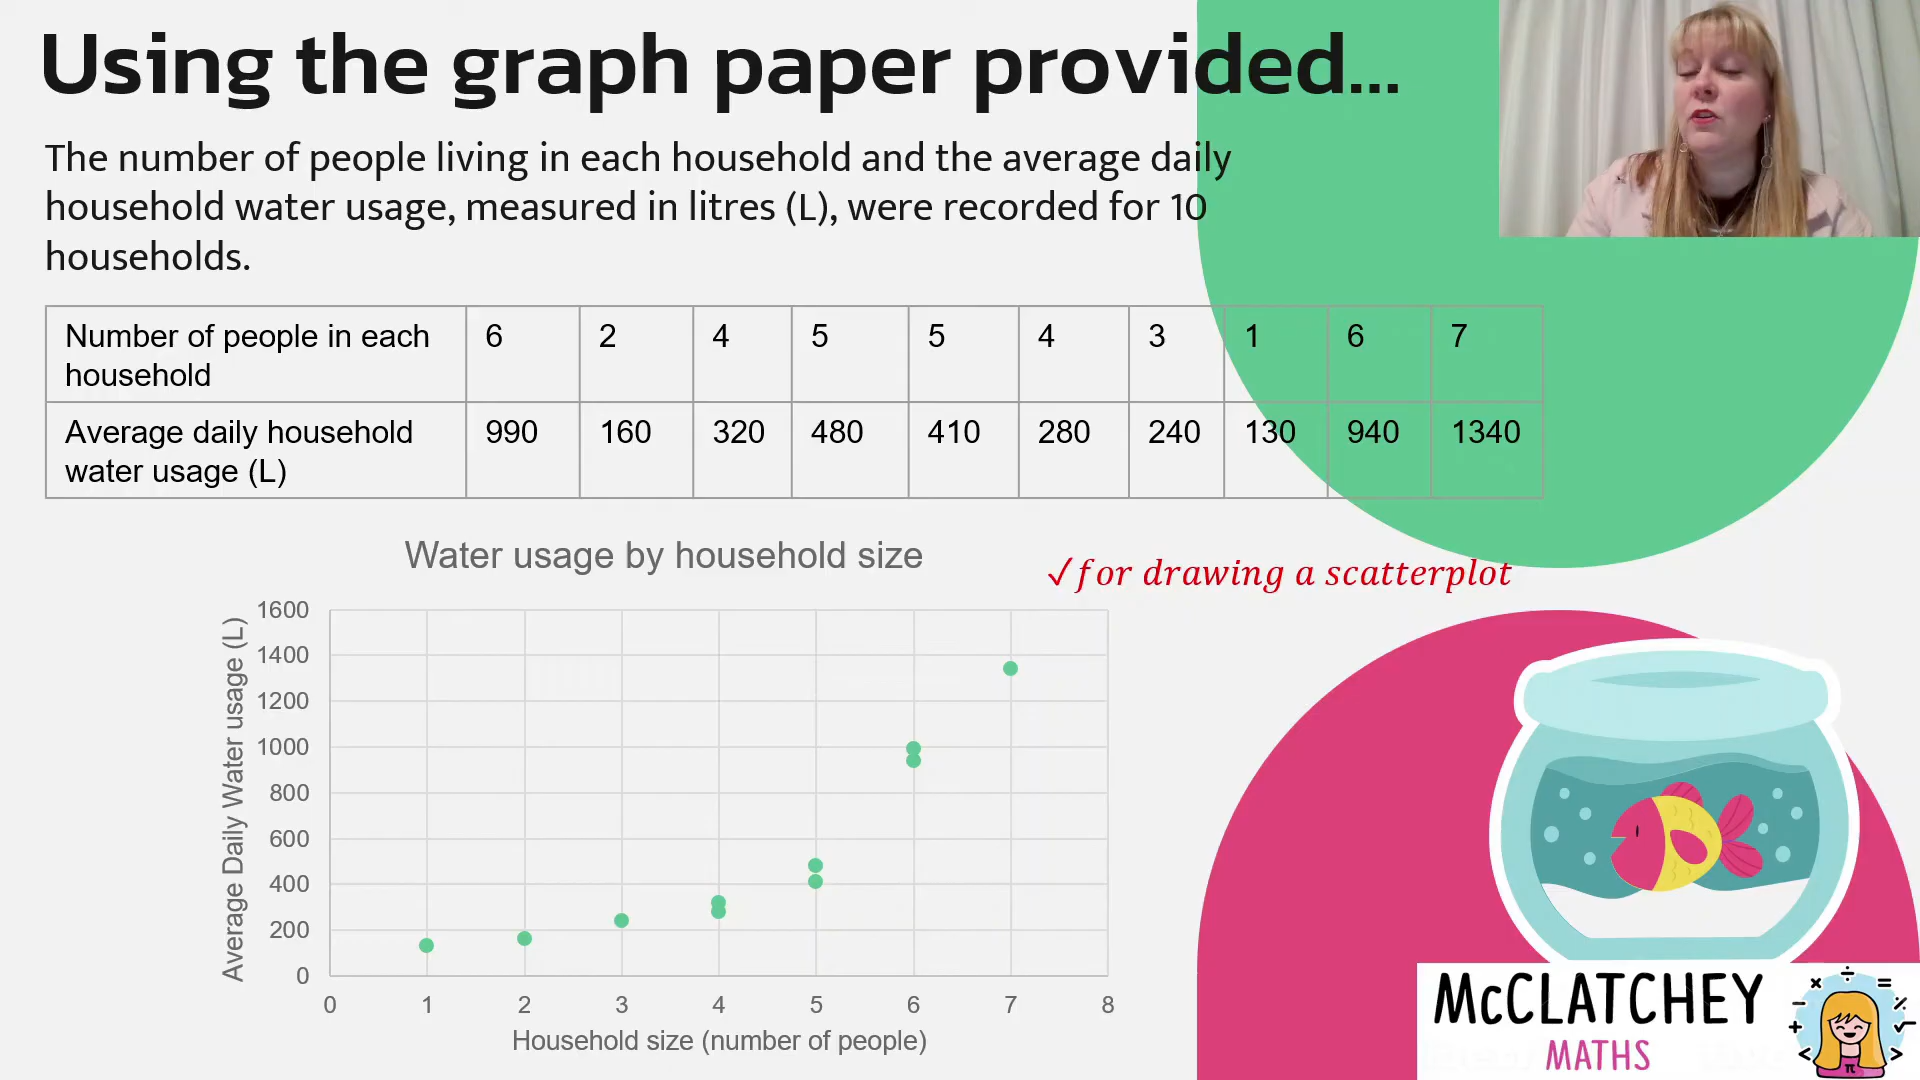 Using the graph paper provided...
The number of people living in each household and the average daily
household water usage, measured in litres (L), were recorded for 10
households.
Number of people in each household 6 2 4 5 5 4 3 1 6 7
Average daily household water usage (L) 990 160 320 480 410 280 240 130 940 1340
Water usage by household size
✓for drawing a scatterplot
Average Daily Water usage (L)
1600
1400
1200
1000
800
600
400
200
0
0 1 2 3 4 5 6 7 8
Household size (number of people)
McCLATCHEY
MATHS